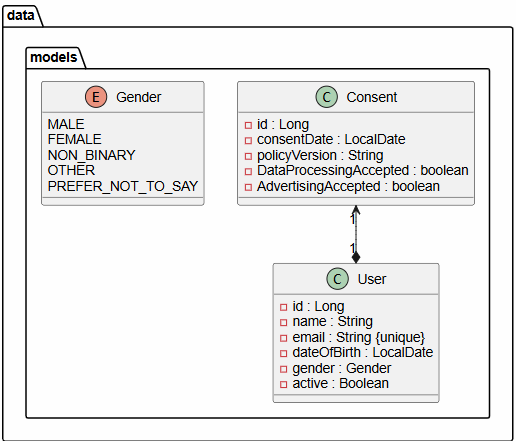 data
models
E Gender
MALE
FEMALE
NON_BINARY
OTHER
PREFER_NOT_TO_SAY
C Consent
id : Long
consentDate : LocalDate
policyVersion : String
DataProcessingAccepted : boolean
AdvertisingAccepted : boolean
1
1
C User
id : Long
name : String
email : String {unique}
dateOfBirth : LocalDate
gender : Gender
active : Boolean